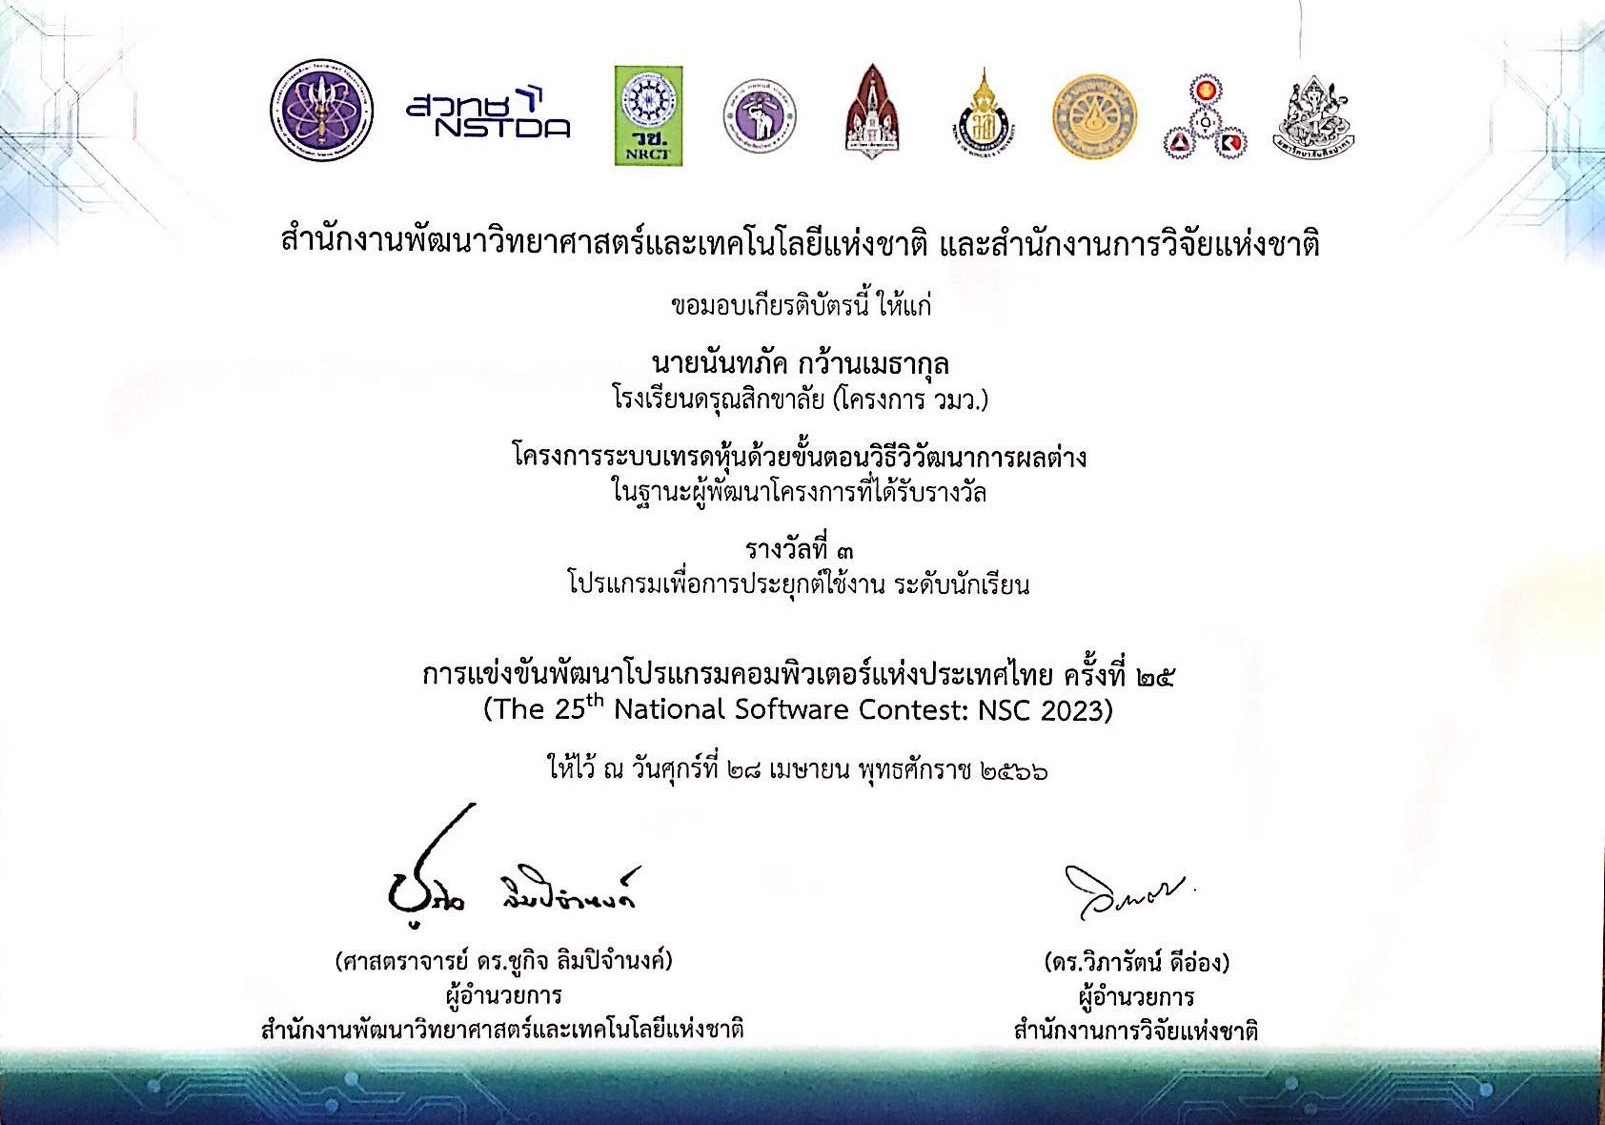 สวทช
NSTDA
วช.
NRCT
มหาวิทยาลัยศิลปากร
สำนักงานพัฒนาวิทยาศาสตร์และเทคโนโลยีแห่งชาติ และสำนักงานการวิจัยแห่งชาติ
ขอมอบเกียรติบัตรนี้ ให้แก่
นายนันทภัค กว้านเมธากุล
โรงเรียนดรุณสิกขาลัย (โครงการ วมว.)
โครงการระบบเทรดหุ้นด้วยขั้นตอนวิธีวิวัฒนาการผลต่าง
ในฐานะผู้พัฒนาโครงการที่ได้รับรางวัล
รางวัลที่ ๓
โปรแกรมเพื่อการประยุกต์ใช้งาน ระดับนักเรียน
การแข่งขันพัฒนาโปรแกรมคอมพิวเตอร์แห่งประเทศไทย ครั้งที่ ๒๕
(The 25th National Software Contest: NSC 2023)
ให้ไว้ ณ วันศุกร์ที่ ๒๘ เมษายน พุทธศักราช ๒๕๖๖
(ศาสตราจารย์ ดร.ชูกิจ ลิมปิจำนงค์)
ผู้อำนวยการ
สำนักงานพัฒนาวิทยาศาสตร์และเทคโนโลยีแห่งชาติ
(ดร.วิภารัตน์ ดีอ่อง)
ผู้อำนวยการ
สำนักงานการวิจัยแห่งชาติ